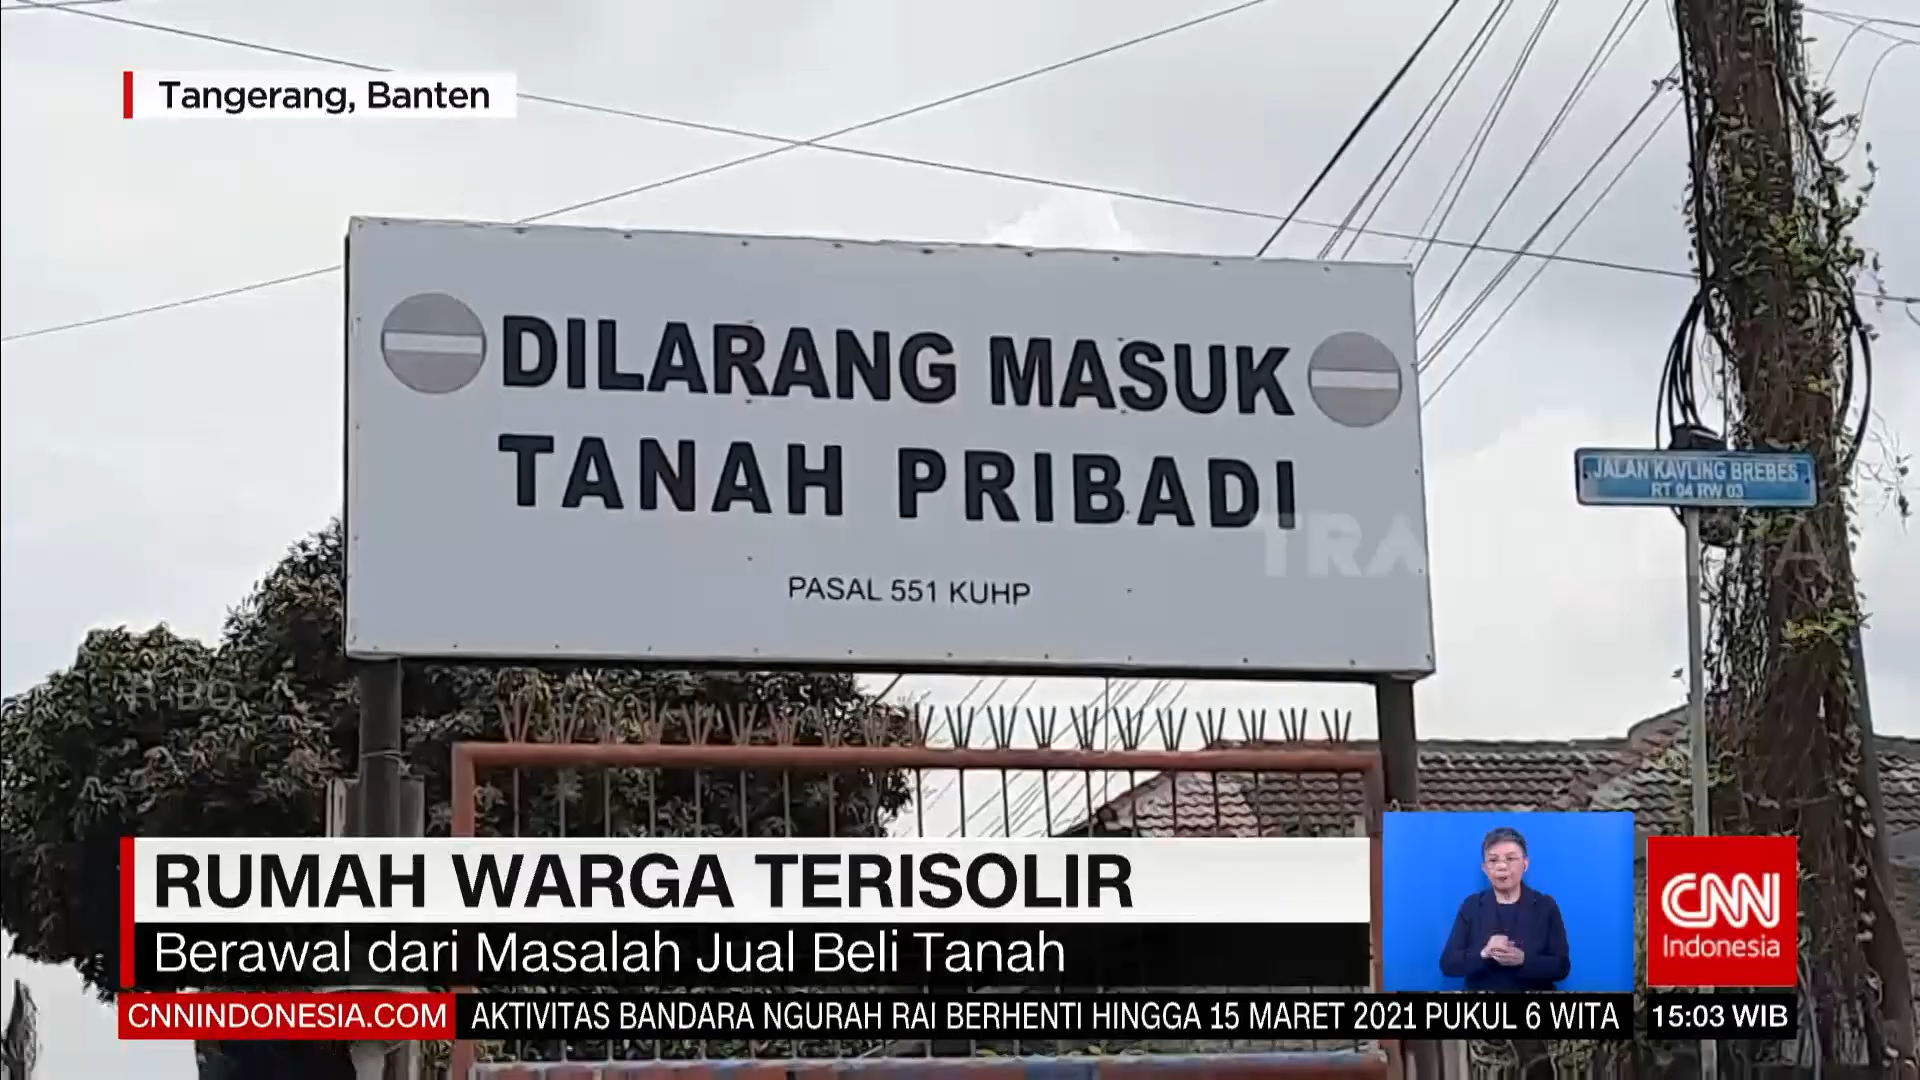 Tangerang, Banten
DILARANG MASUK
TANAH PRIBADI
PASAL 551 KUHP
JALAN KAVLING BREBES
RT 04 RW 03
RUMAH WARGA TERISOLIR
Berawal dari Masalah Jual Beli Tanah
CNN
Indonesia
CNNINDONESIA.COM
AKTIVITAS BANDARA NGURAH RAI BERHENTI HINGGA 15 MARET 2021 PUKUL 6 WITA
15:03 WIB